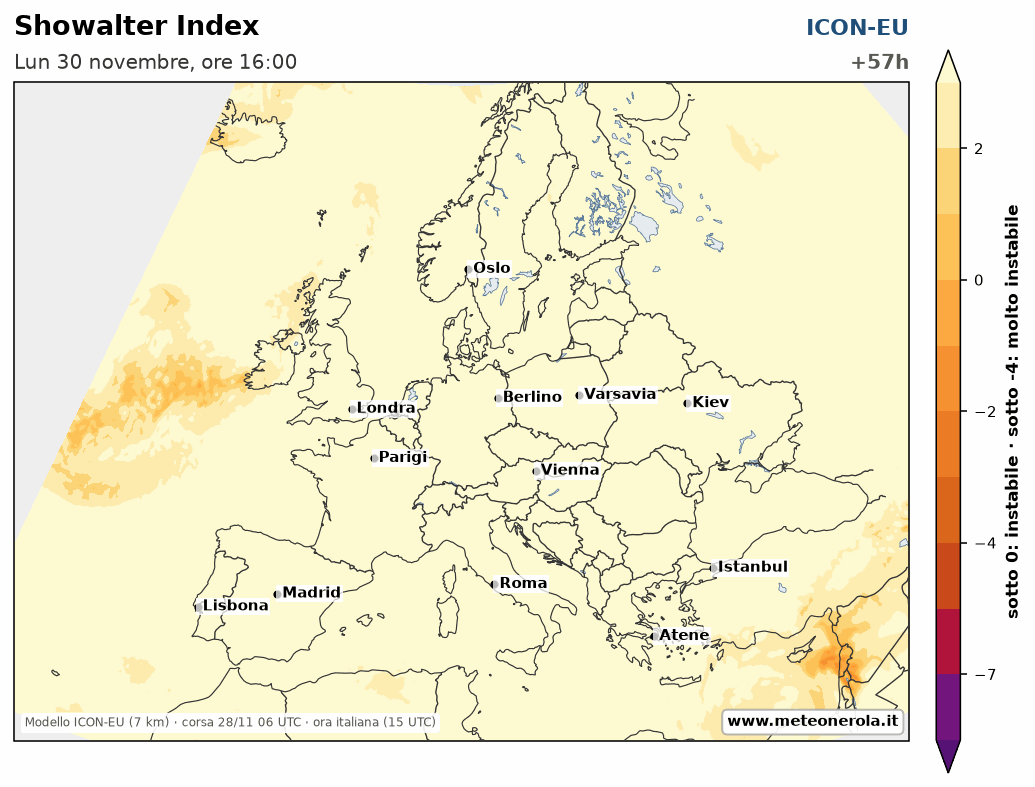 Showalter Index
ICON-EU
Lun 30 novembre, ore 16:00
+57h
Oslo
Berlino
Varsavia
Kiev
Londra
Parigi
Vienna
Istanbul
Roma
Madrid
Lisbona
Atene
Modello ICON-EU (7 km) · corsa 28/11 06 UTC · ora italiana (15 UTC)
www.meteonerola.it
2
0
−2
−4
−7
sotto 0: instabile · sotto -4: molto instabile